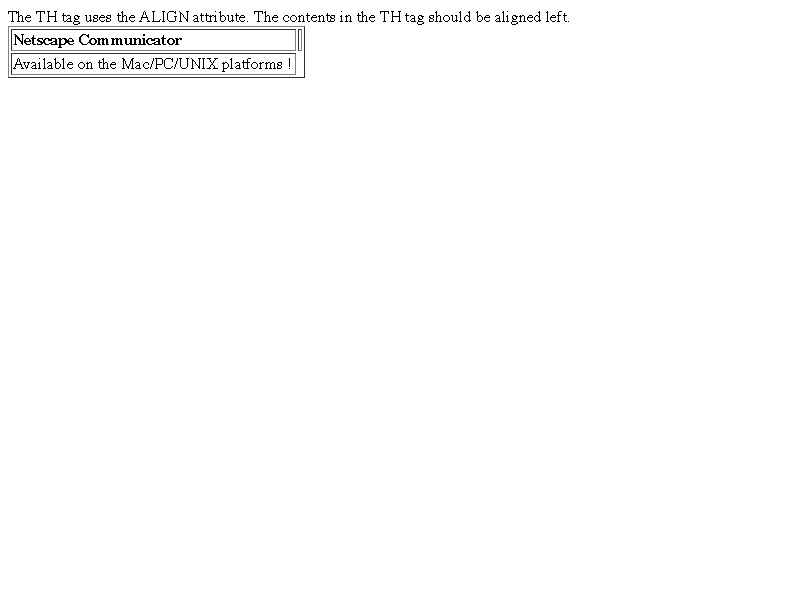 The TH tag uses the ALIGN attribute. The contents in the TH tag should be aligned left.
Netscape Communicator
Available on the Mac/PC/UNIX platforms !